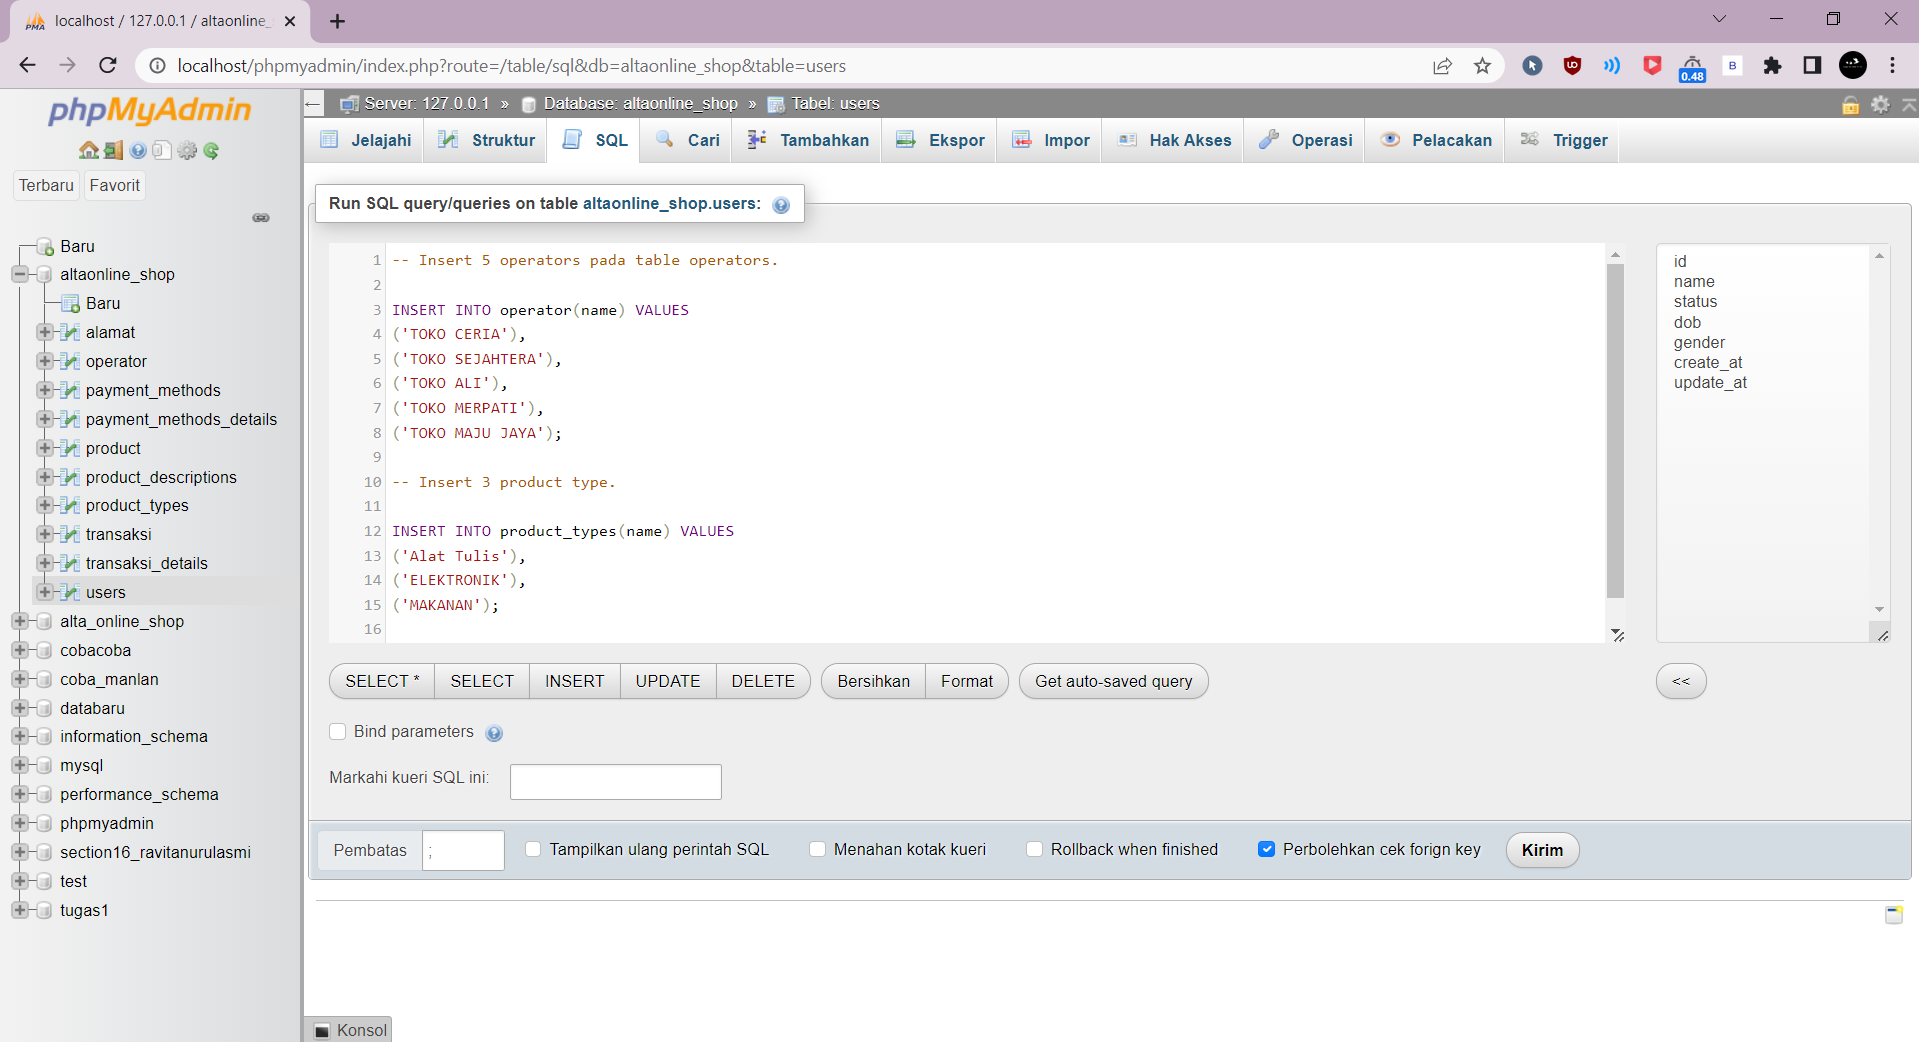 localhost / 127.0.0.1 / altaonline_
localhost/phpmyadmin/index.php?route=/table/sql&db=altaonline_shop&table=users
0.48
B
phpMyAdmin
Terbaru Favorit
Baru
altaonline_shop
Baru
alamat
operator
payment_methods
payment_methods_details
product
product_descriptions
product_types
transaksi
transaksi_details
users
alta_online_shop
cobacoba
coba_manlan
databaru
information_schema
mysql
performance_schema
phpmyadmin
section16_ravitanurulasmi
test
tugas1
Server: 127.0.0.1 » Database: altaonline_shop » Tabel: users
Jelajahi Struktur SQL Cari Tambahkan Ekspor Impor Hak Akses Operasi Pelacakan Trigger
Run SQL query/queries on table altaonline_shop.users:
1 -- Insert 5 operators pada table operators.
2
3 INSERT INTO operator(name) VALUES
4 ('TOKO CERIA'),
5 ('TOKO SEJAHTERA'),
6 ('TOKO ALI'),
7 ('TOKO MERPATI'),
8 ('TOKO MAJU JAYA');
9
10 -- Insert 3 product type.
11
12 INSERT INTO product_types(name) VALUES
13 ('Alat Tulis'),
14 ('ELEKTRONIK'),
15 ('MAKANAN');
16
id
name
status
dob
gender
create_at
update_at
SELECT * SELECT INSERT UPDATE DELETE Bersihkan Format Get auto-saved query <<
Bind parameters
Markahi kueri SQL ini:
Pembatas ; Tampilkan ulang perintah SQL Menahan kotak kueri Rollback when finished Perbolehkan cek forign key Kirim
Konsol